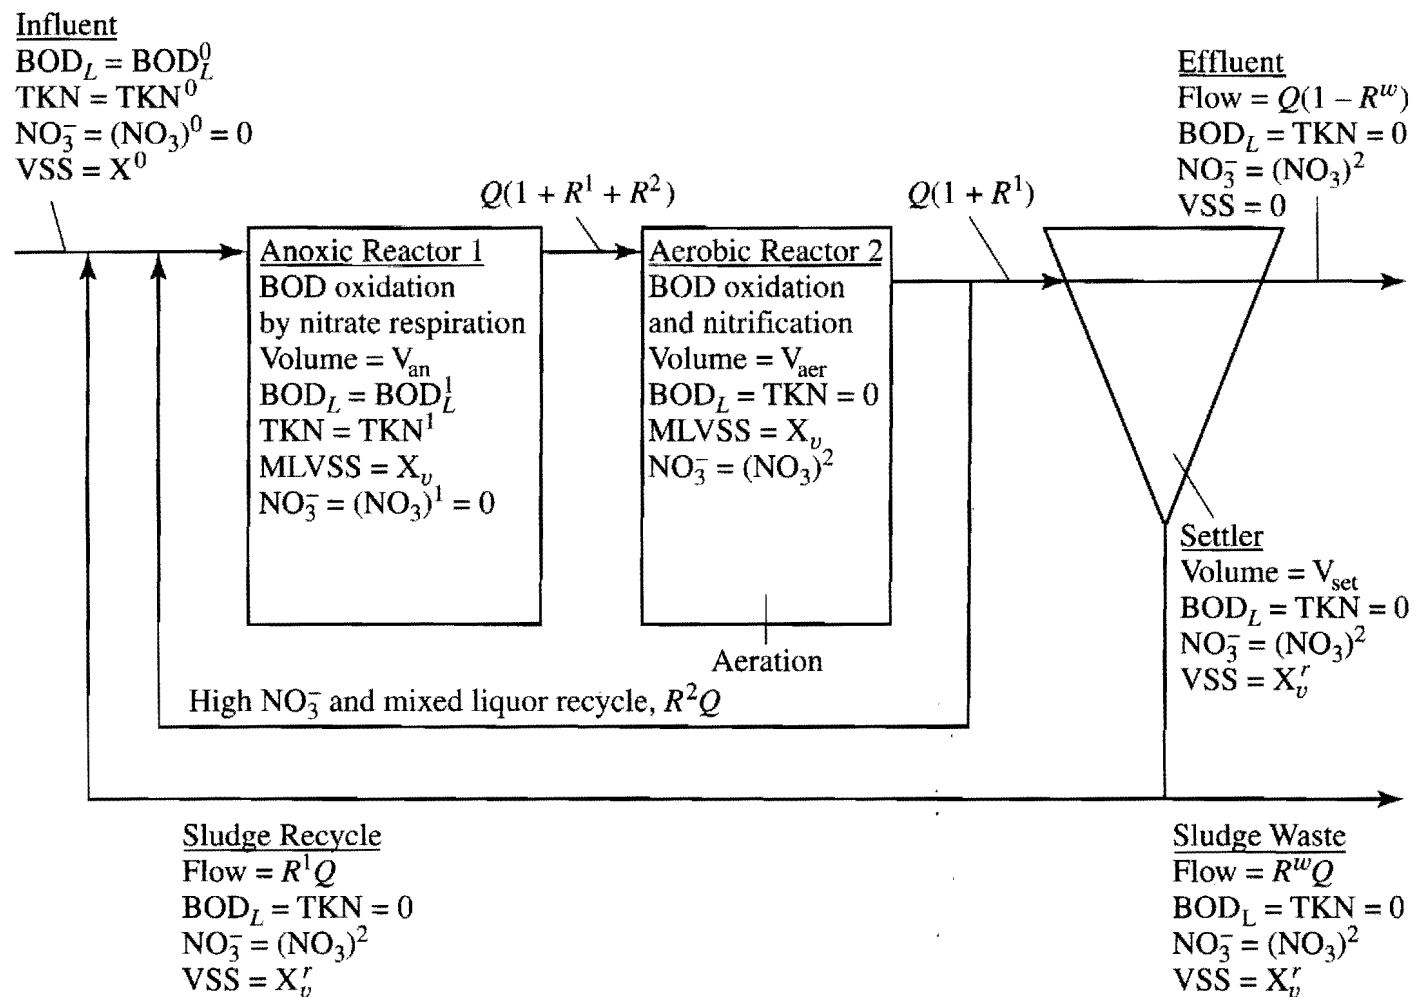 Influent
BOD_L = BOD_L^0
TKN = TKN^0
NO_3^- = (NO_3)^0 = 0
VSS = X^0
Effluent
Flow = Q(1 – R^w)
BOD_L = TKN = 0
NO_3^- = (NO_3)^2
VSS = 0
Q(1 + R^1 + R^2)
Q(1 + R^1)
Anoxic Reactor 1
BOD oxidation
by nitrate respiration
Volume = V_an
BOD_L = BOD_L^1
TKN = TKN^1
MLVSS = X_v
NO_3^- = (NO_3)^1 = 0
Aerobic Reactor 2
BOD oxidation
and nitrification
Volume = V_aer
BOD_L = TKN = 0
MLVSS = X_v
NO_3^- = (NO_3)^2
Aeration
Settler
Volume = V_set
BOD_L = TKN = 0
NO_3^- = (NO_3)^2
VSS = X_v^r
High NO_3^- and mixed liquor recycle, R^2Q
Sludge Recycle
Flow = R^1Q
BOD_L = TKN = 0
NO_3^- = (NO_3)^2
VSS = X_v^r
Sludge Waste
Flow = R^wQ
BOD_L = TKN = 0
NO_3^- = (NO_3)^2
VSS = X_v^r